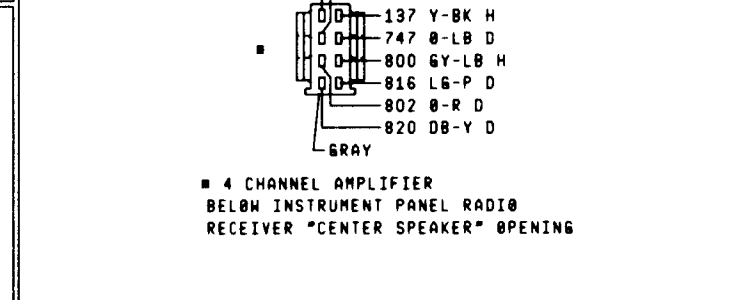 137 Y-BK H
747 O-LB D
800 GY-LB H
816 LG-P D
802 O-R D
820 DB-Y D
GRAY
■ 4 CHANNEL AMPLIFIER
BELOW INSTRUMENT PANEL RADIO
RECEIVER "CENTER SPEAKER" OPENING